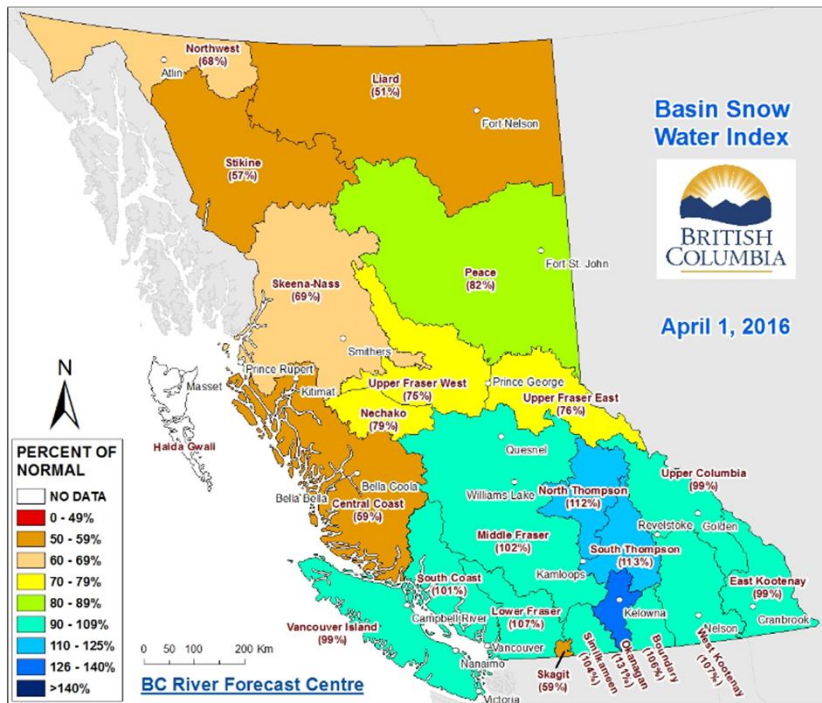 Basin Snow
Water Index
BRITISH
COLUMBIA
April 1, 2016
Northwest
(68%)
Atlin
Liard
(51%)
Fort Nelson
Stikine
(57%)
Peace
(82%)
Fort St. John
Skeena-Nass
(69%)
Smithers
N
Prince Rupert
Masset
Kitimat
Upper Fraser West
(75%)
Prince George
Upper Fraser East
(76%)
Nechako
(79%)
Haida Gwaii
Quesnel
Bella Coola
Bella Bella
Central Coast
(59%)
Williams Lake
North Thompson
(112%)
Upper Columbia
(99%)
Golden
Revelstoke
Middle Fraser
(102%)
South Thompson
(113%)
Kamloops
South Coast
(101%)
East Kootenay
(99%)
Cranbrook
Kelowna
Nelson
Lower Fraser
(107%)
Campbell River
Vancouver Island
(99%)
Vancouver
Nanaimo
Victoria
Skagit
(59%)
Similkameen
(104%)
Okanagan
(131%)
Boundary
(106%)
West Kootenay
(107%)
PERCENT OF
NORMAL
NO DATA
0 - 49%
50 - 59%
60 - 69%
70 - 79%
80 - 89%
90 - 109%
110 - 125%
126 - 140%
>140%
0 50 100 200 Km
BC River Forecast Centre